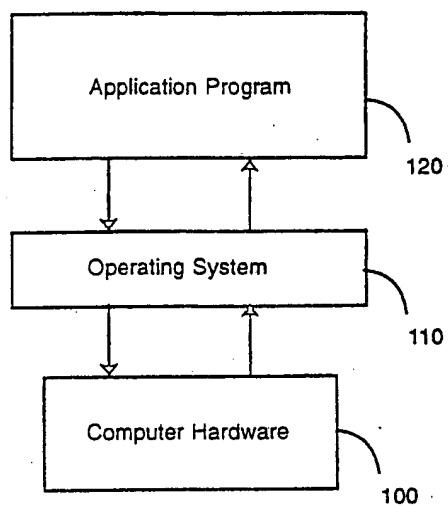 Application Program
120
Operating System
110
Computer Hardware
100